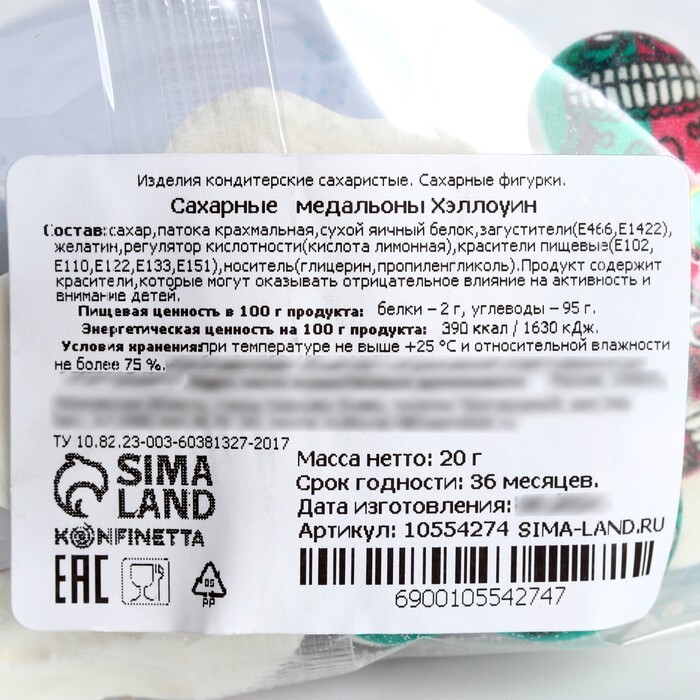 Изделия кондитерские сахаристые. Сахарные фигурки.
Сахарные медальоны Хэллоуин
Состав:сахар,патока крахмальная,сухой яичный белок,загустители(Е466,Е1422),
желатин,регулятор кислотности(кислота лимонная),красители пищевые(Е102,
Е110,Е122,Е133,Е151),носитель(глицерин,пропиленгликоль).Продукт содержит
красители,которые могут оказывать отрицательное влияние на активность и
внимание детей.
Пищевая ценность в 100 г продукта: белки – 2 г, углеводы – 95 г.
Энергетическая ценность на 100 г продукта: 390 ккал / 1630 кДж.
Условия хранения:при температуре не выше +25 °С и относительной влажности
не более 75 %.
ТУ 10.82.23-003-60381327-2017
SIMA
LAND
KONFINETTA
EAC
05
PP
Масса нетто: 20 г
Срок годности: 36 месяцев.
Дата изготовления:
Артикул: 10554274 SIMA-LAND.RU
6900105542747